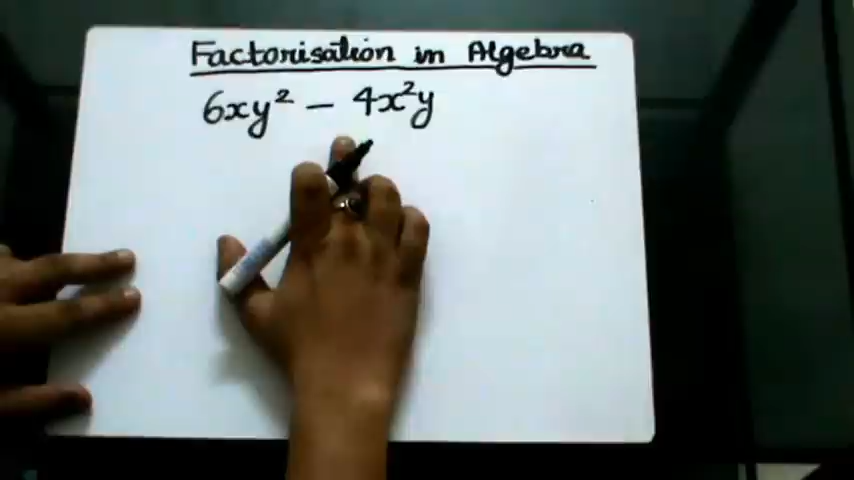 Factorisation in Algebra
6xy² – 4x²y